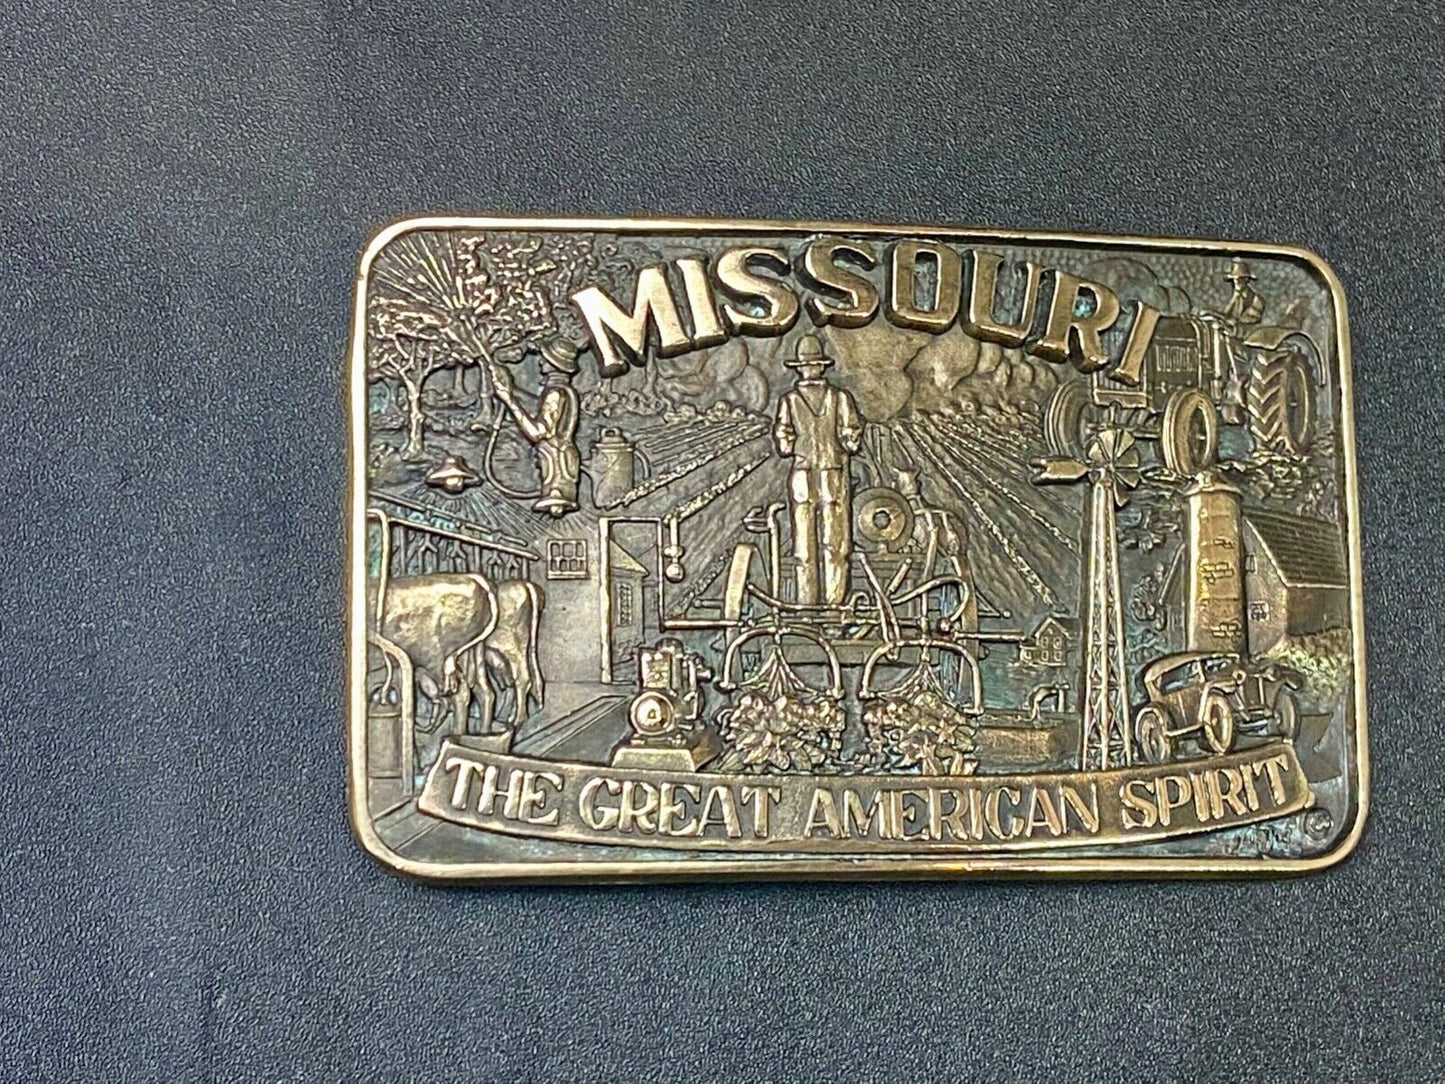 MISSOURI
THE GREAT AMERICAN SPIRIT
©